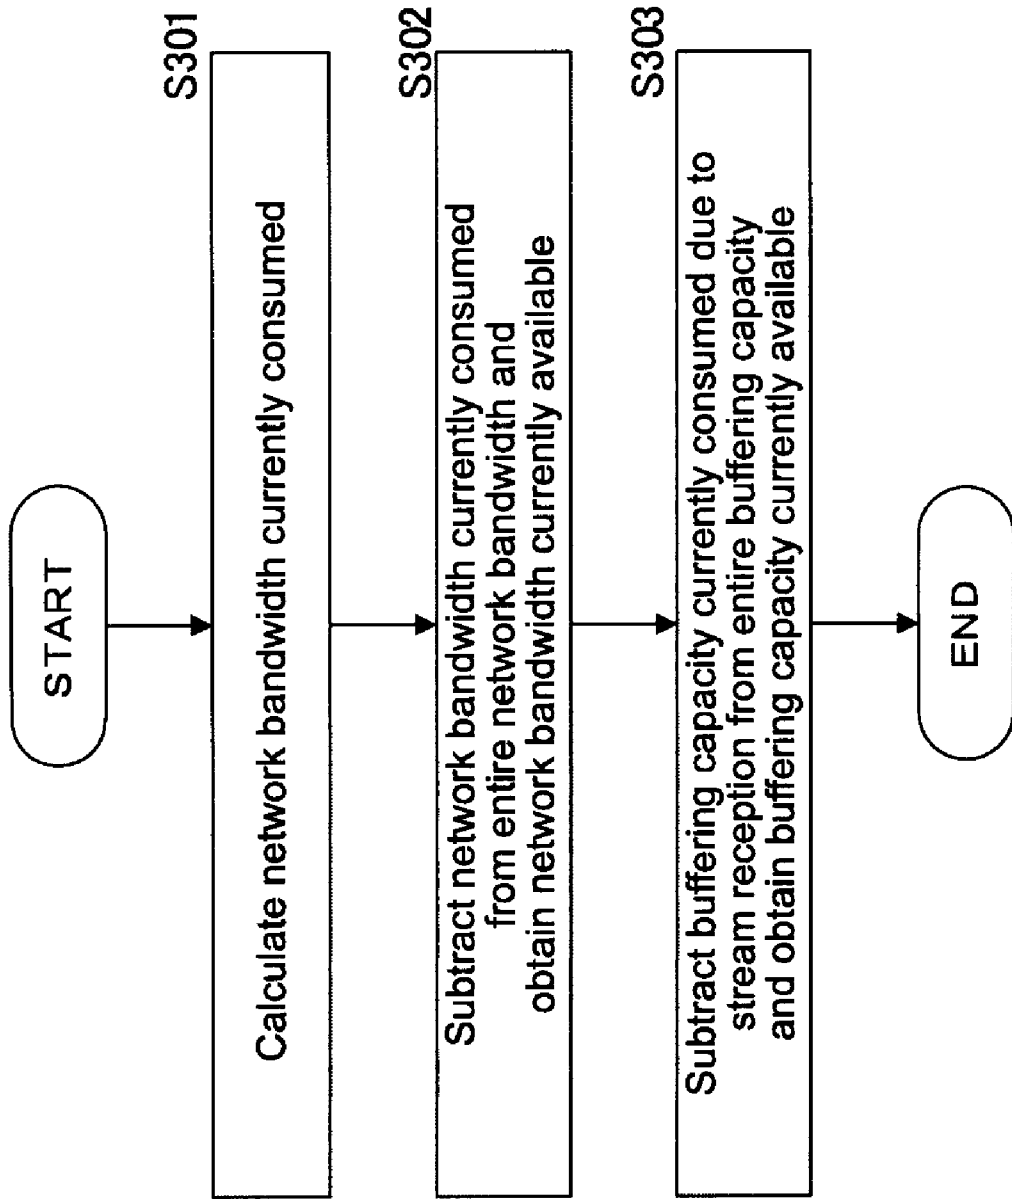 START
S301
Calculate network bandwidth currently consumed
S302
Subtract network bandwidth currently consumed
from entire network bandwidth and
obtain network bandwidth currently available
S303
Subtract buffering capacity currently consumed due to
stream reception from entire buffering capacity
and obtain buffering capacity currently available
END